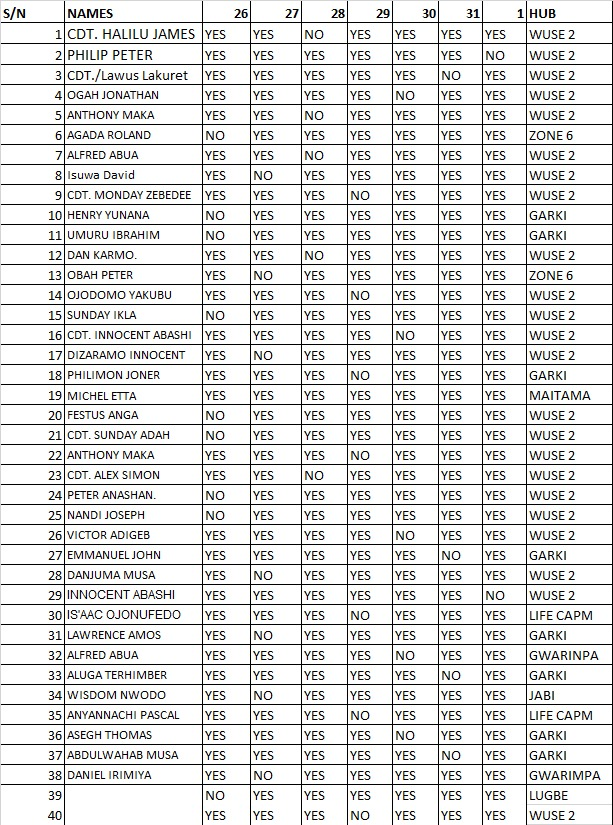 S/N NAMES 26 27 28 29 30 31 1 HUB
1 CDT. HALILU JAMES YES YES NO YES YES YES YES WUSE 2
2 PHILIP PETER YES YES YES YES YES YES NO WUSE 2
3 CDT./Lawus Lakuret YES YES YES YES YES NO YES WUSE 2
4 OGAH JONATHAN YES YES YES YES NO YES YES WUSE 2
5 ANTHONY MAKA YES YES NO YES YES YES YES WUSE 2
6 AGADA ROLAND NO YES YES YES YES YES YES ZONE 6
7 ALFRED ABUA YES YES NO YES YES YES YES WUSE 2
8 Isuwa David YES NO YES YES YES YES YES WUSE 2
9 CDT. MONDAY ZEBEDEE YES YES YES NO YES YES YES WUSE 2
10 HENRY YUNANA NO YES YES YES YES YES YES GARKI
11 UMURU IBRAHIM NO YES YES YES YES YES YES GARKI
12 DAN KARMO. YES YES NO YES YES YES YES WUSE 2
13 OBAH PETER YES NO YES YES YES YES YES ZONE 6
14 OJODOMO YAKUBU YES YES YES NO YES YES YES WUSE 2
15 SUNDAY IKLA NO YES YES YES YES YES YES WUSE 2
16 CDT. INNOCENT ABASHI YES YES YES YES NO YES YES WUSE 2
17 DIZARAMO INNOCENT YES NO YES YES YES YES YES WUSE 2
18 PHILIMON JONER YES YES YES NO YES YES YES GARKI
19 MICHEL ETTA YES YES YES YES YES YES YES MAITAMA
20 FESTUS ANGA NO YES YES YES YES YES YES WUSE 2
21 CDT. SUNDAY ADAH NO YES YES YES YES YES YES WUSE 2
22 ANTHONY MAKA YES YES YES NO YES YES YES WUSE 2
23 CDT. ALEX SIMON YES YES NO YES YES YES YES WUSE 2
24 PETER ANASHAN. NO YES YES YES YES YES YES WUSE 2
25 NANDI JOSEPH NO YES YES YES YES YES YES WUSE 2
26 VICTOR ADIGEB YES YES YES YES NO YES YES WUSE 2
27 EMMANUEL JOHN YES YES YES YES YES NO YES GARKI
28 DANJUMA MUSA YES NO YES YES YES YES YES WUSE 2
29 INNOCENT ABASHI YES YES YES YES YES YES NO WUSE 2
30 IS'AAC OJONUFEDO YES YES YES NO YES YES YES LIFE CAPM
31 LAWRENCE AMOS YES NO YES YES YES YES YES GARKI
32 ALFRED ABUA YES YES YES YES NO YES YES GWARINPA
33 ALUGA TERHIMBER YES YES YES YES YES NO YES GARKI
34 WISDOM NWODO YES NO YES YES YES YES YES JABI
35 ANYANNACHI PASCAL YES YES YES NO YES YES YES LIFE CAPM
36 ASEGH THOMAS YES YES YES YES NO YES YES GARKI
37 ABDULWAHAB MUSA YES YES YES YES YES NO YES GARKI
38 DANIEL IRIMIYA YES NO YES YES YES YES YES GWARIMPA
39 NO YES YES YES YES YES YES LUGBE
40 YES YES YES NO YES YES YES WUSE 2